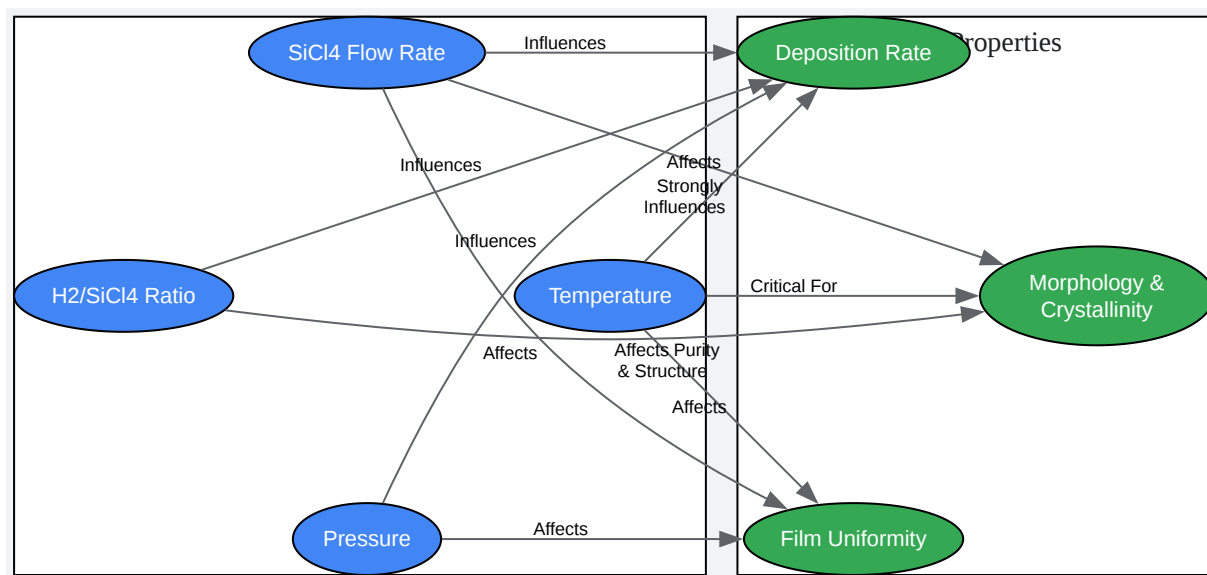 SiCl4 Flow Rate
Influences
Deposition Rate
Properties
Influences
Affects
Strongly
Influences
Influences
H2/SiCl4 Ratio
Temperature
Critical For
Morphology &
Crystallinity
Affects
Affects Purity
& Structure
Affects
Pressure
Affects
Film Uniformity